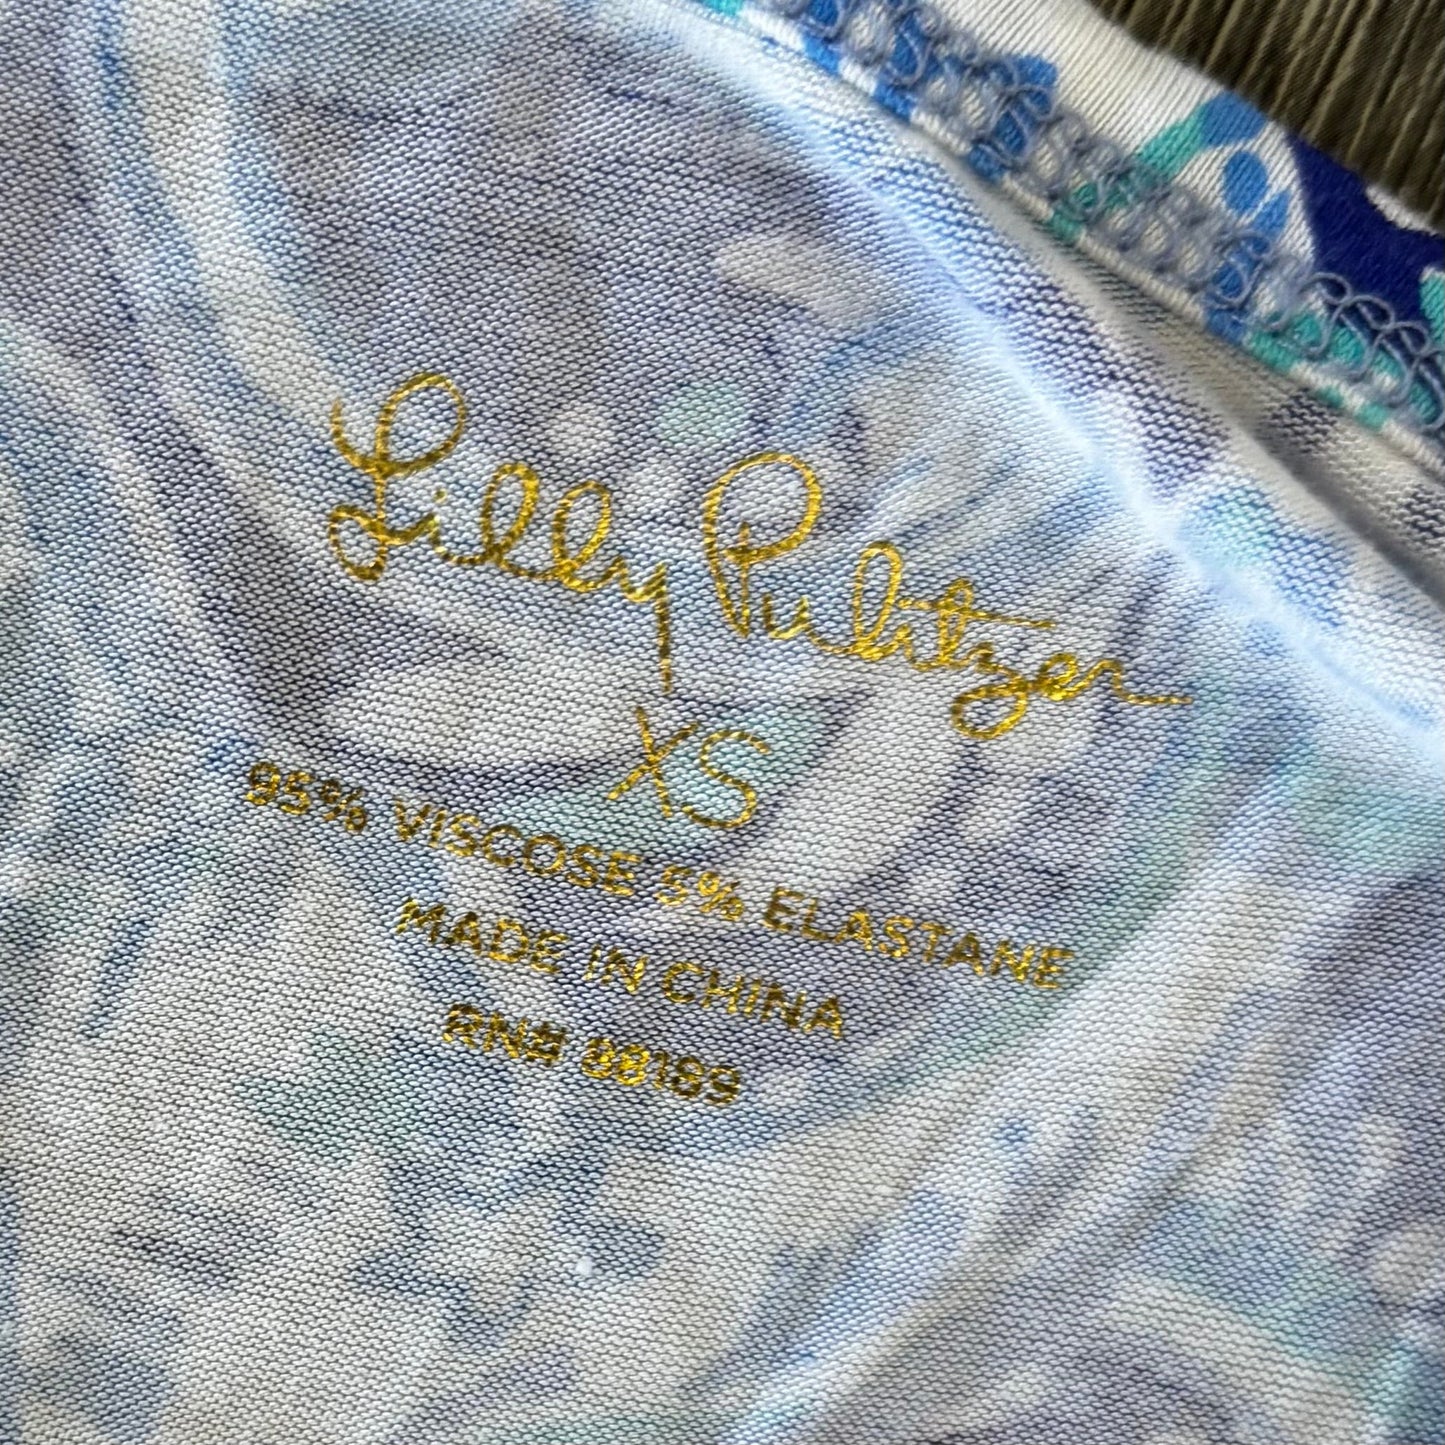 Lilly Pulitzer
XS
95% VISCOSE 5% ELASTANE
MADE IN CHINA
RN# 88189